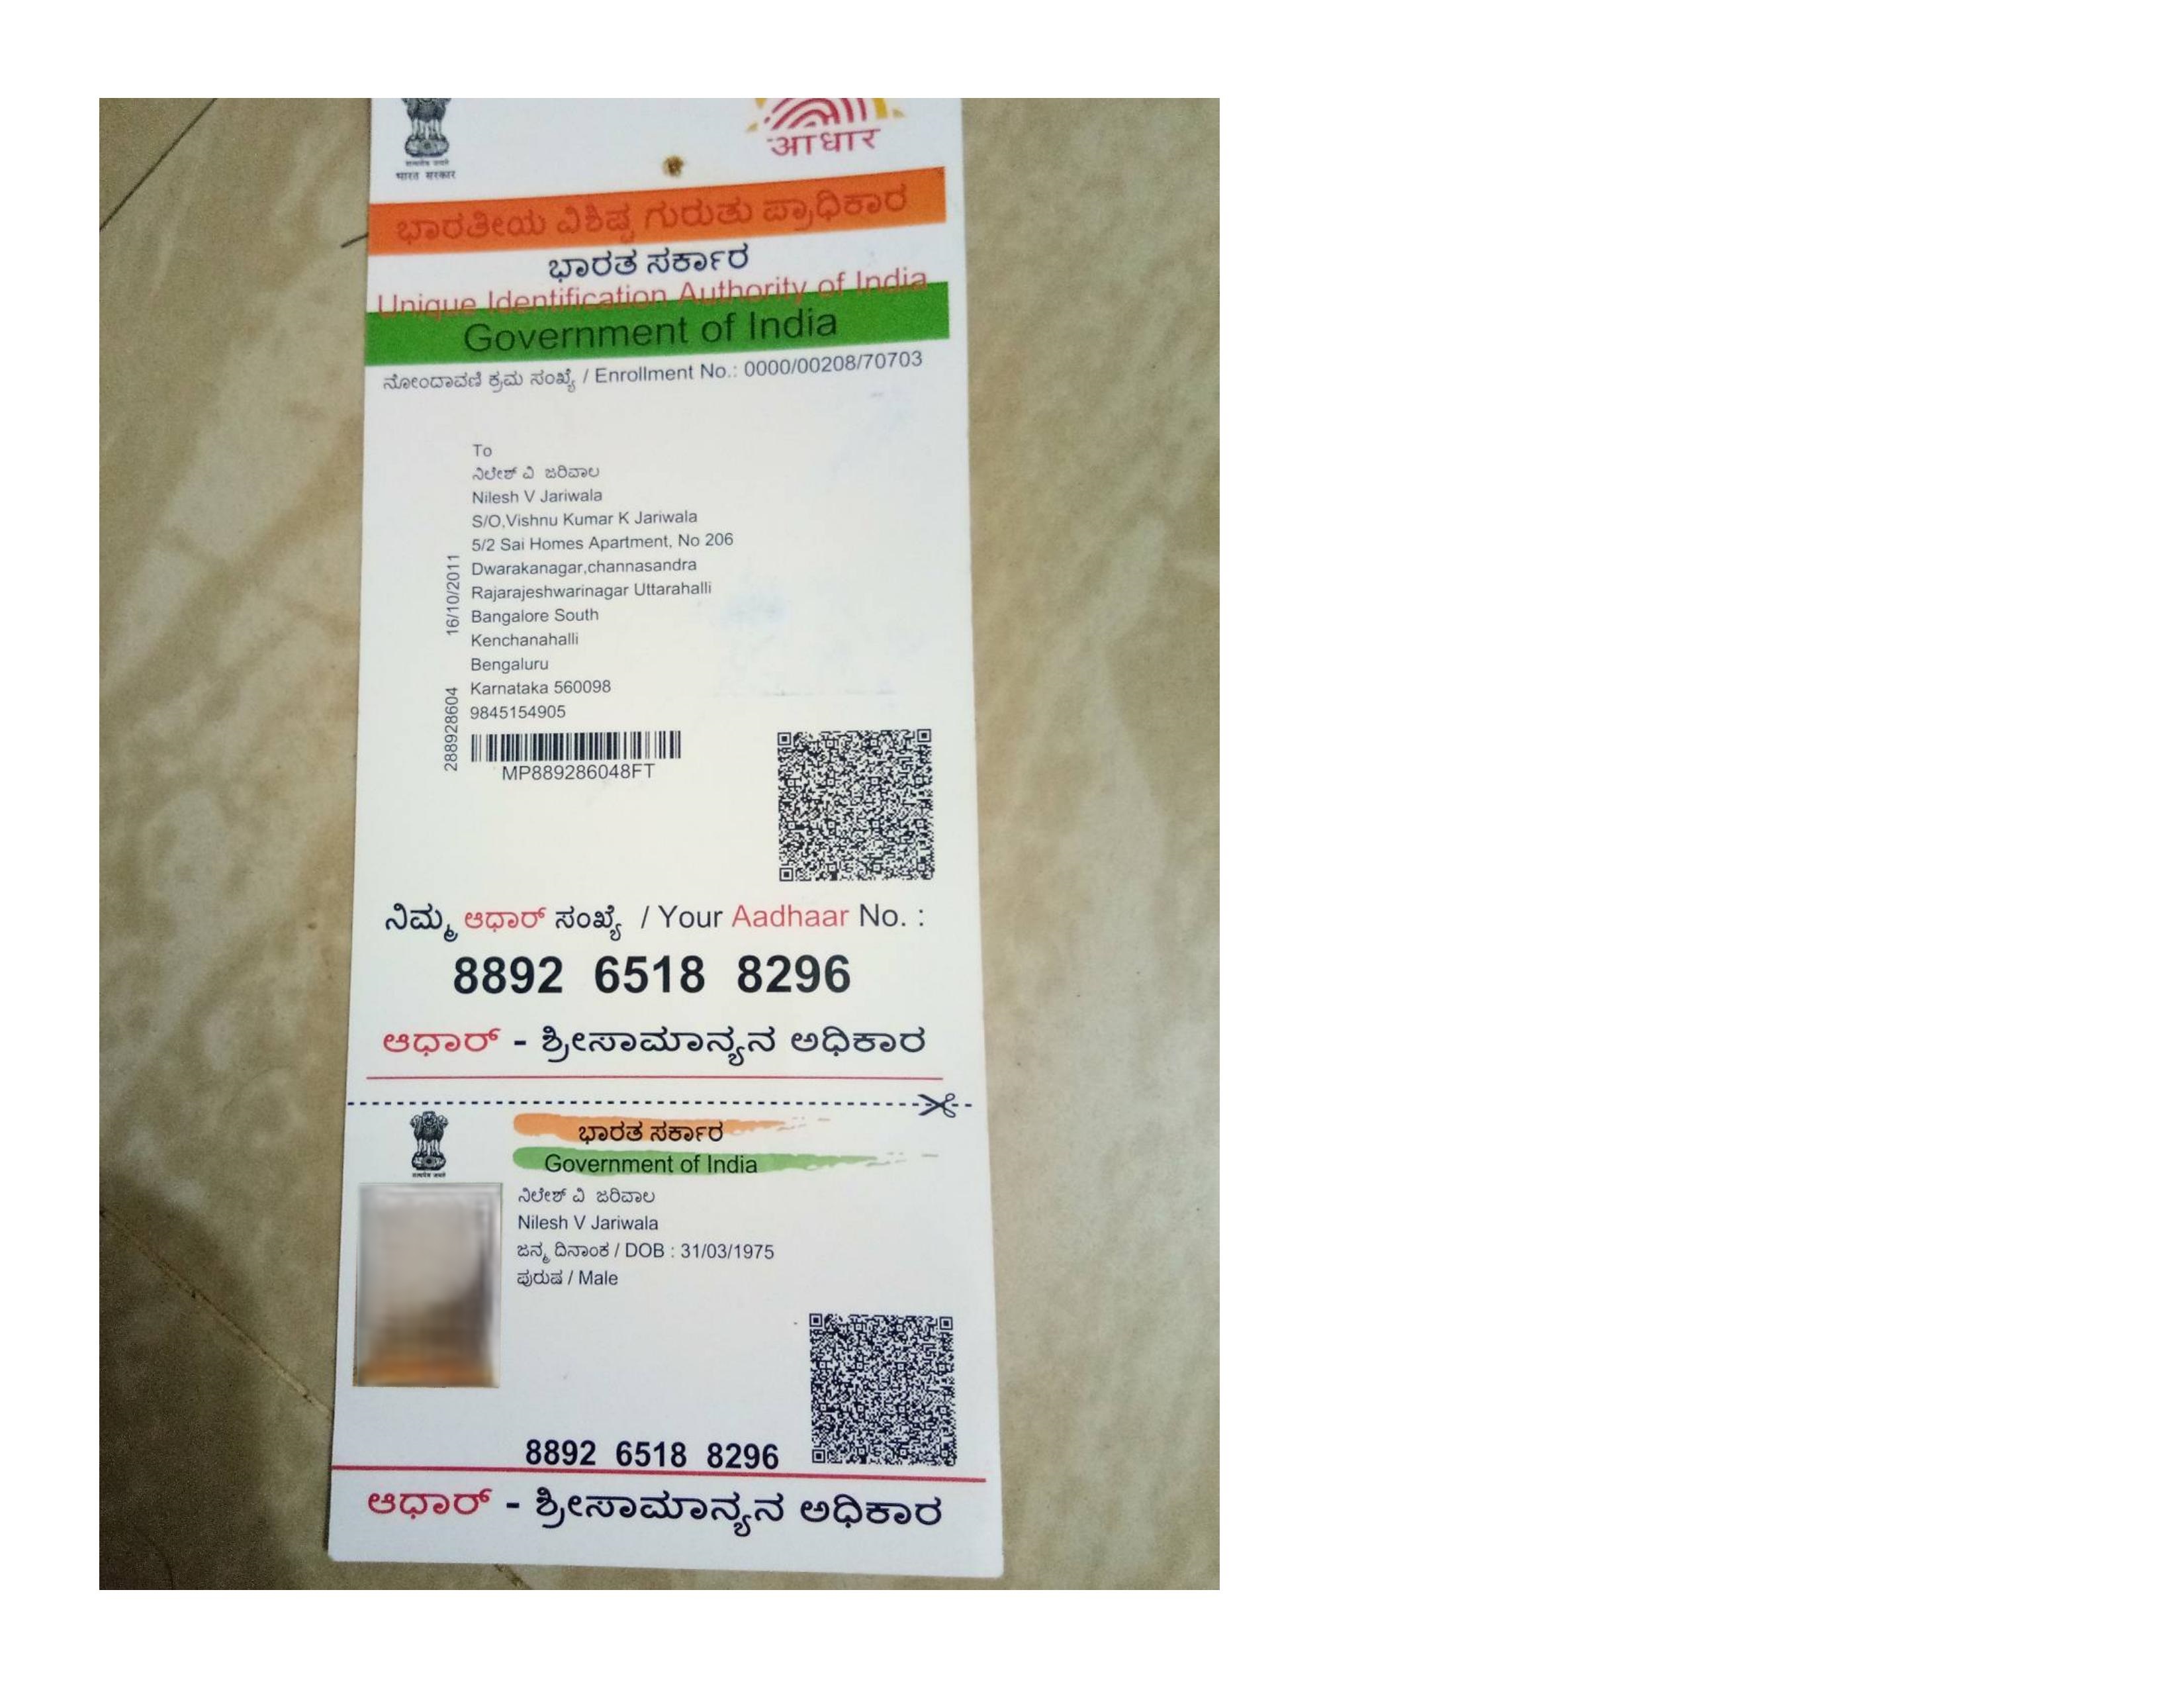 भारत सरकार
आधार
ಭಾರತೀಯ ವಿಶಿಷ್ಟ ಗುರುತು ಪ್ರಾಧಿಕಾರ
ಭಾರತ ಸರ್ಕಾರ
Unique Identification Authority of India
Government of India
ನೋಂದಾವಣಿ ಕ್ರಮ ಸಂಖ್ಯೆ / Enrollment No.: 0000/00208/70703
To
ನಿಲೇಶ್ ವಿ ಜರಿವಾಲ
Nilesh V Jariwala
S/O,Vishnu Kumar K Jariwala
5/2 Sai Homes Apartment, No 206
Dwarakanagar,channasandra
Rajarajeshwarinagar Uttarahalli
Bangalore South
Kenchanahalli
Bengaluru
Karnataka 560098
9845154905
16/10/2011
288928604
MP889286048FT
ನಿಮ್ಮ ಆಧಾರ್ ಸಂಖ್ಯೆ / Your Aadhaar No. :
8892 6518 8296
ಆಧಾರ್ - ಶ್ರೀಸಾಮಾನ್ಯನ ಅಧಿಕಾರ
ಭಾರತ ಸರ್ಕಾರ
Government of India
ನಿಲೇಶ್ ವಿ ಜರಿವಾಲ
Nilesh V Jariwala
ಜನ್ಮ ದಿನಾಂಕ / DOB : 31/03/1975
ಪುರುಷ / Male
8892 6518 8296
ಆಧಾರ್ - ಶ್ರೀಸಾಮಾನ್ಯನ ಅಧಿಕಾರ